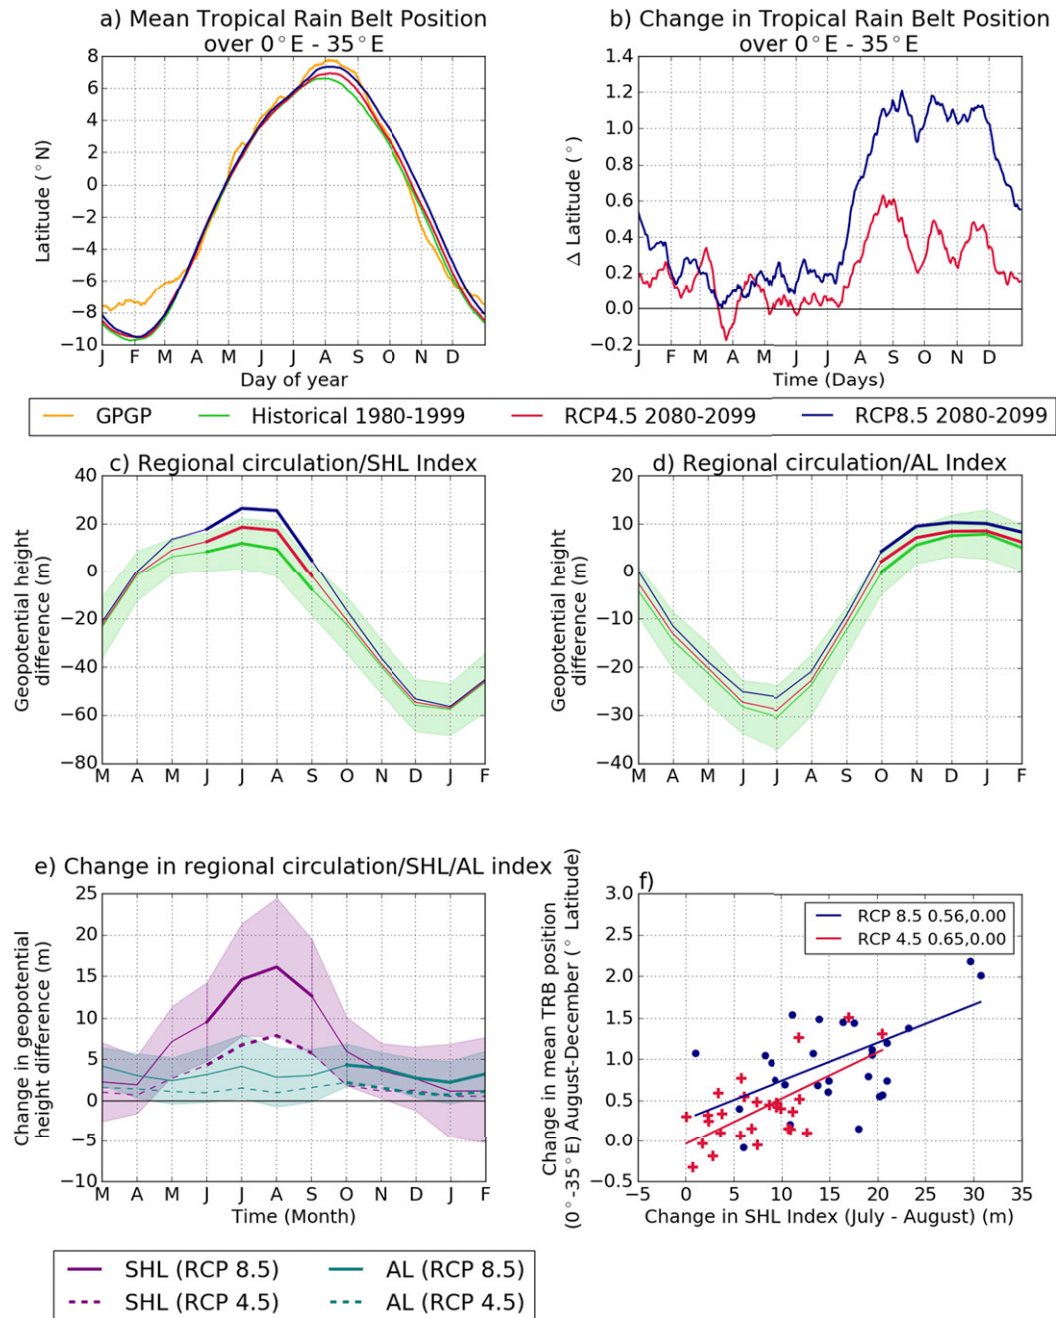 a) Mean Tropical Rain Belt Position
over 0°E - 35°E
8
6
4
2
0
−2
−4
−6
−8
−10
Latitude (°N)
J F M A M J J A S O N D
Day of year
b) Change in Tropical Rain Belt Position
over 0°E - 35°E
1.4
1.2
1.0
0.8
0.6
0.4
0.2
0.0
−0.2
Δ Latitude (°)
J F M A M J J A S O N D
Time (Days)
GPGP
Historical 1980-1999
RCP4.5 2080-2099
RCP8.5 2080-2099
c) Regional circulation/SHL Index
40
20
0
−20
−40
−60
−80
Geopotential height
difference (m)
M A M J J A S O N D J F
d) Regional circulation/AL Index
20
10
0
−10
−20
−30
−40
Geopotential height
difference (m)
M A M J J A S O N D J F
e) Change in regional circulation/SHL/AL index
25
20
15
10
5
0
−5
−10
Change in geopotential
height difference (m)
M A M J J A S O N D J F
Time (Month)
SHL (RCP 8.5)
SHL (RCP 4.5)
AL (RCP 8.5)
AL (RCP 4.5)
f)
3.0
2.5
2.0
1.5
1.0
0.5
0.0
−0.5
Change in mean TRB position
(0°-35°E) August-December (° Latitude)
RCP 8.5 0.56,0.00
RCP 4.5 0.65,0.00
−5 0 5 10 15 20 25 30 35
Change in SHL Index (July - August) (m)